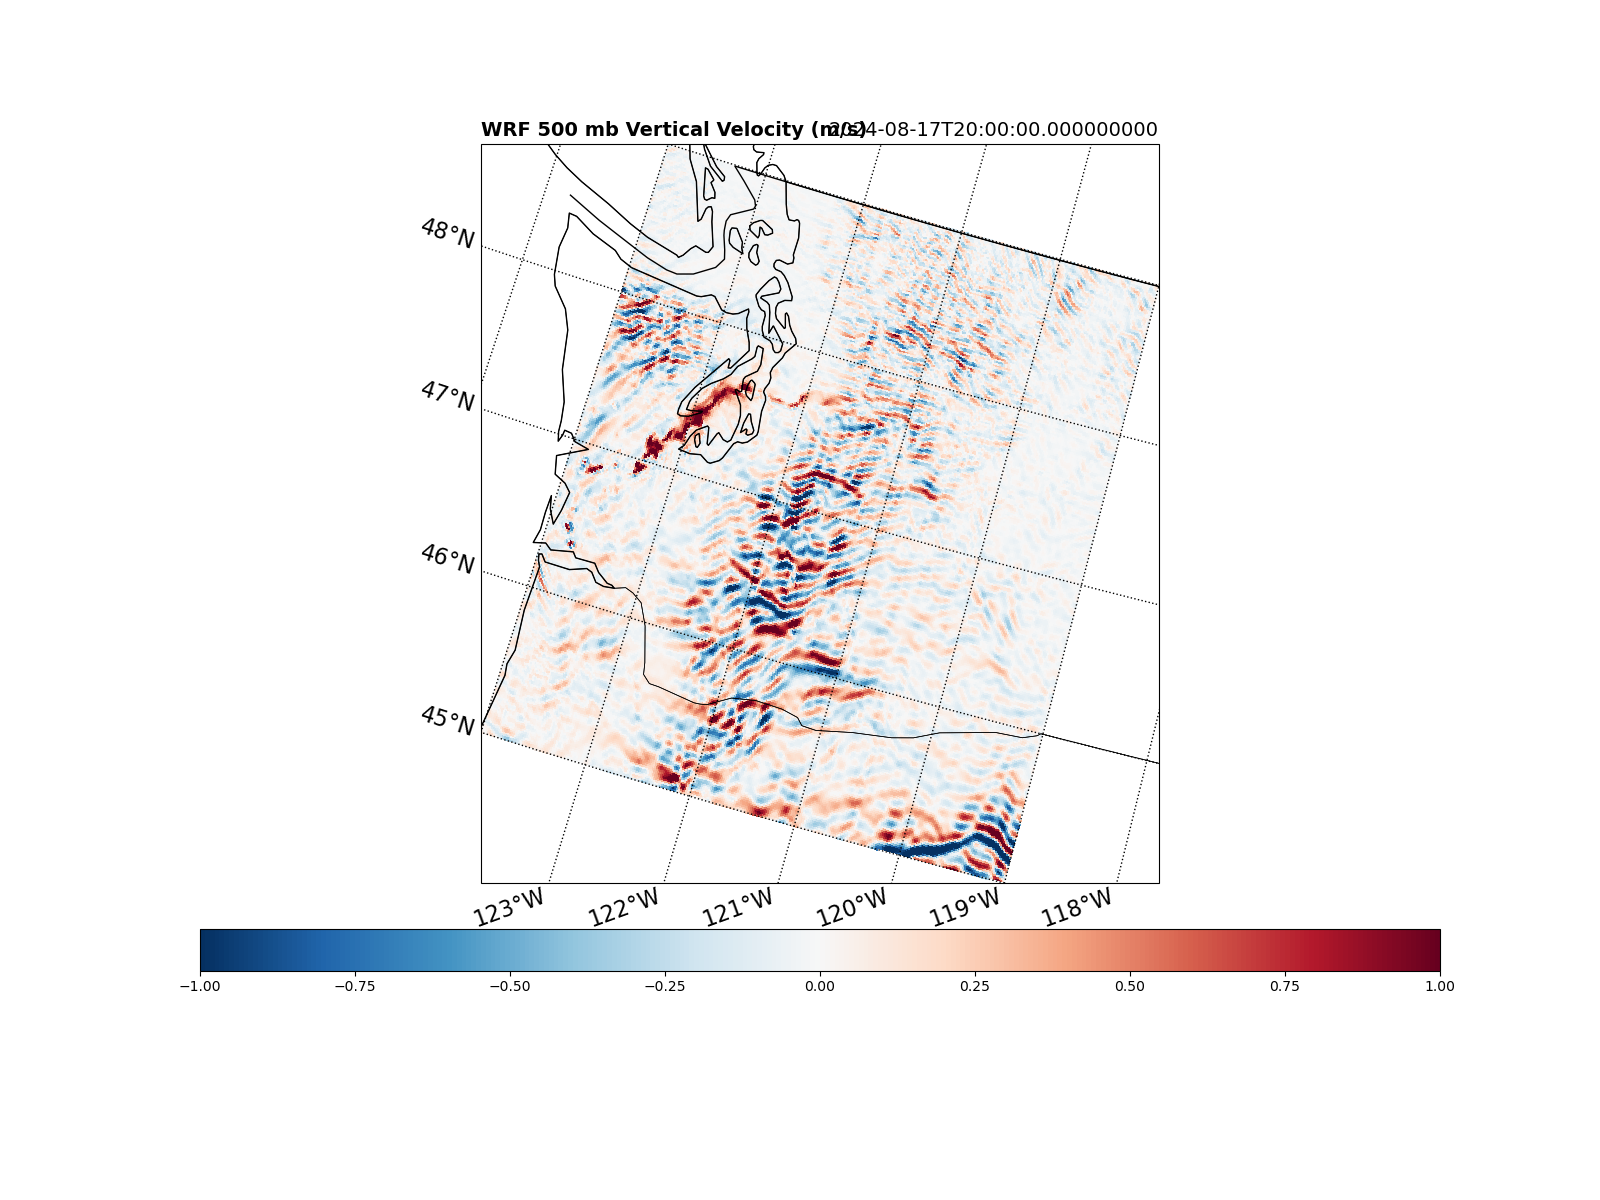 WRF 500 mb Vertical Velocity (m/s) 2024-08-17T20:00:00.000000000
48°N
47°N
46°N
45°N
123°W 122°W 121°W 120°W 119°W 118°W
−1.00 −0.75 −0.50 −0.25 0.00 0.25 0.50 0.75 1.00